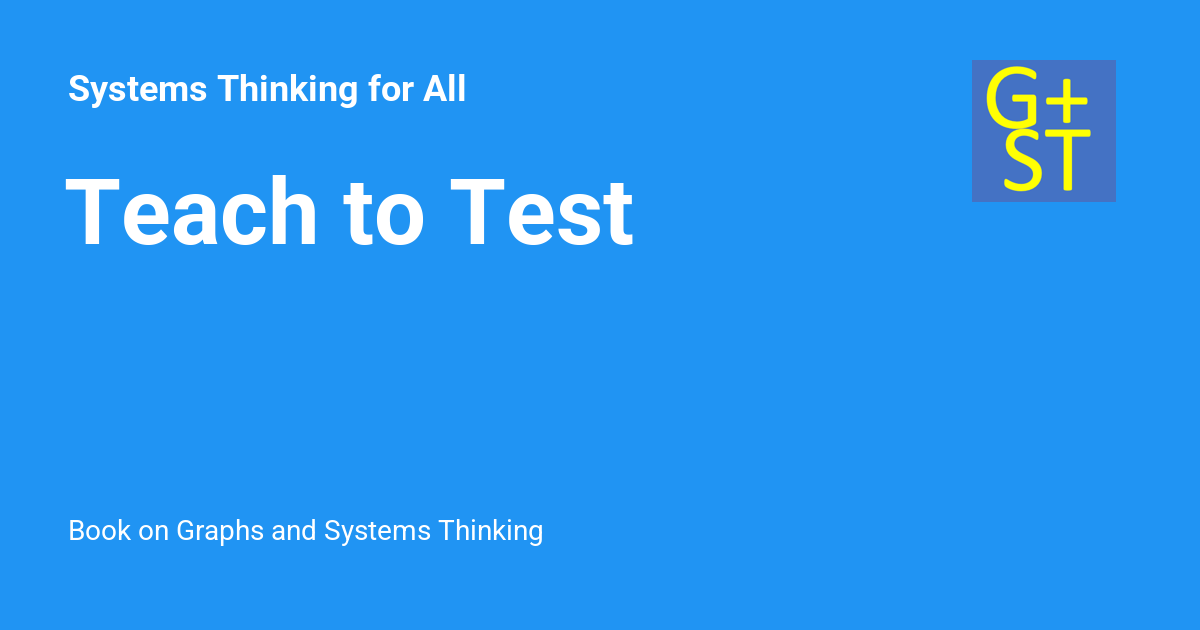 Systems Thinking for All
G+
ST
Teach to Test
Book on Graphs and Systems Thinking